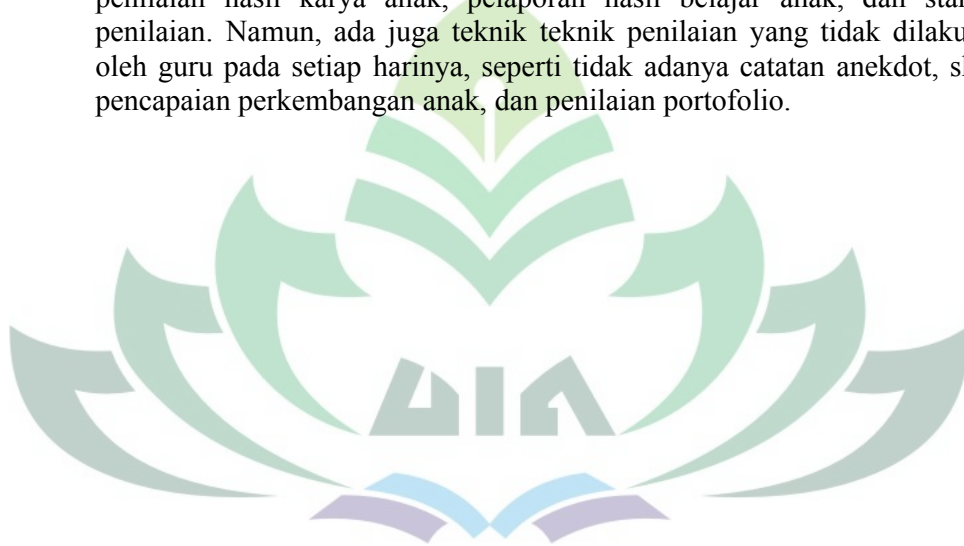 penilaian hasil karya anak, pelaporan hasil belajar anak, dan
penilaian. Namun, ada juga teknik teknik penilaian yang tidak
oleh guru pada setiap harinya, seperti tidak adanya catatan anekdot,
pencapaian perkembangan anak, dan penilaian portofolio.
UIN